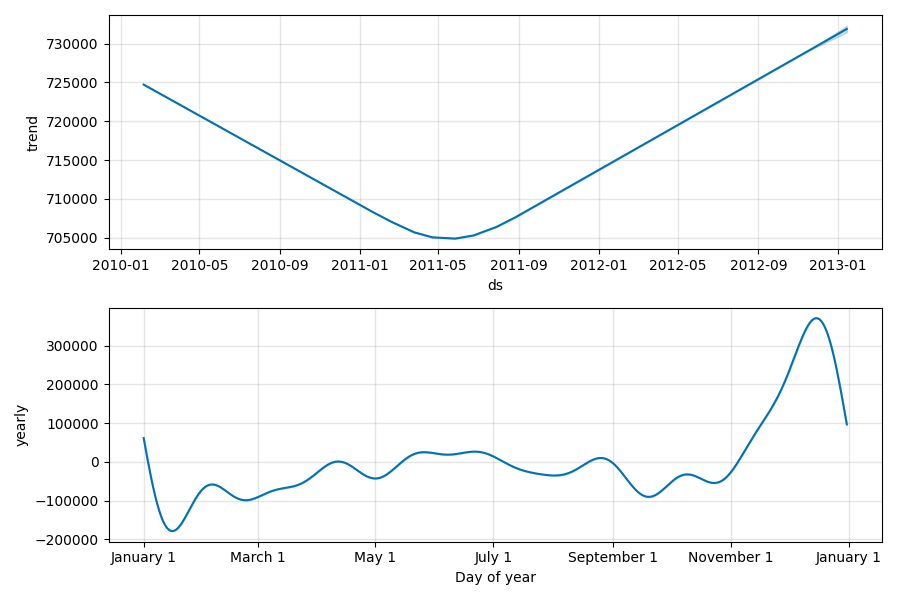 730000
725000
720000
715000
710000
705000
trend
2010-01 2010-05 2010-09 2011-01 2011-05 2011-09 2012-01 2012-05 2012-09 2013-01
ds
300000
200000
100000
0
−100000
−200000
yearly
January 1 March 1 May 1 July 1 September 1 November 1 January 1
Day of year